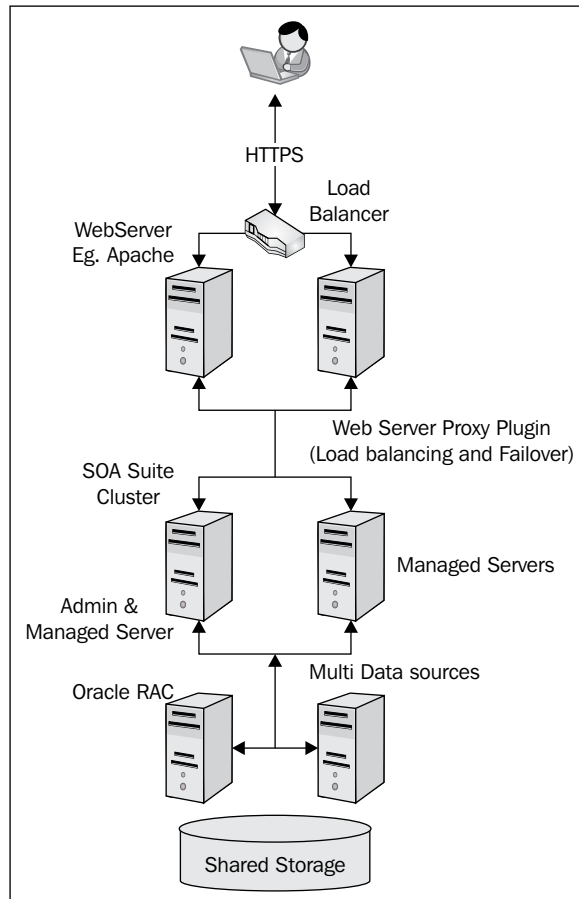 HTTPS
Load
Balancer
WebServer
Eg. Apache
Web Server Proxy Plugin
(Load balancing and Failover)
SOA Suite
Cluster
Managed Servers
Admin &
Managed Server
Multi Data sources
Oracle RAC
Shared Storage